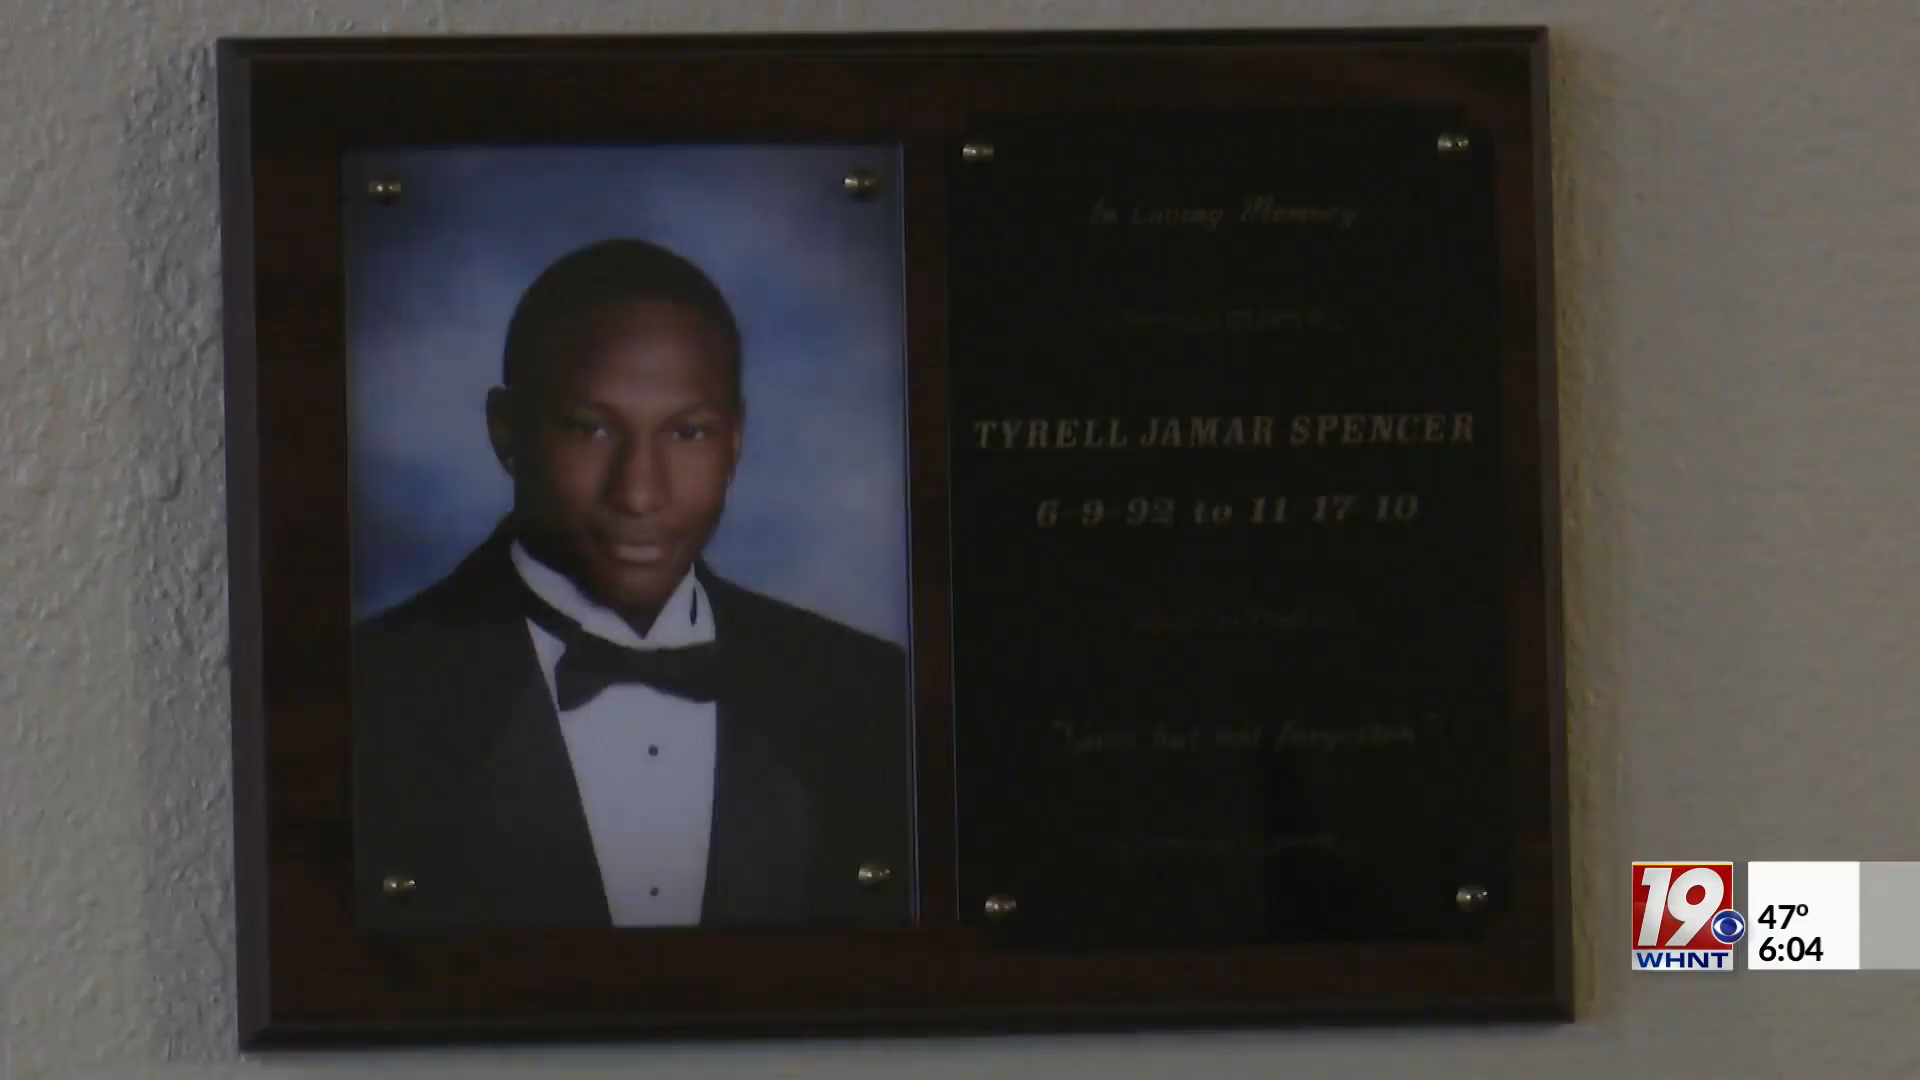 In Loving Memory
TYRELL JAMAR SPENCER
6-9-92 to 11-17-10
"Gone but not forgotten"
19
WHNT
47°
6:04